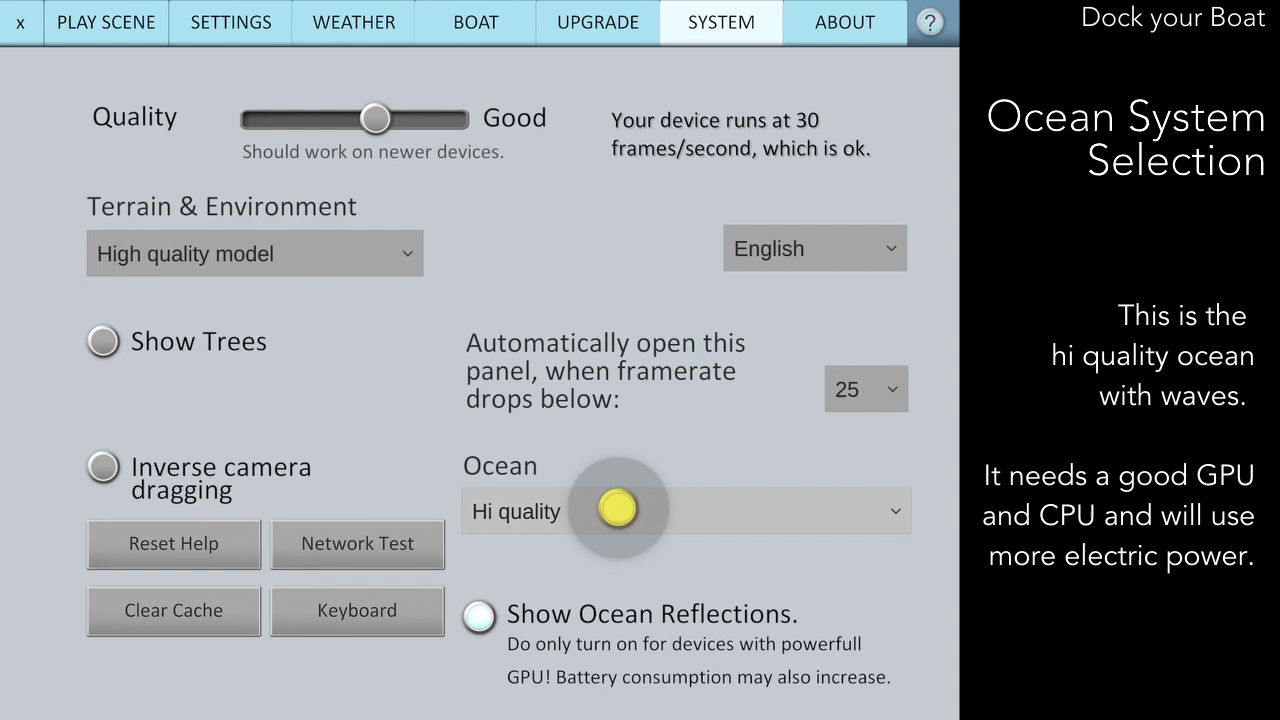 x
PLAY SCENE
SETTINGS
WEATHER
BOAT
UPGRADE
SYSTEM
ABOUT
?
Quality
Good
Should work on newer devices.
Your device runs at 30
frames/second, which is ok.
Terrain & Environment
High quality model
English
Show Trees
Automatically open this
panel, when framerate
drops below:
25
Inverse camera
dragging
Ocean
Hi quality
Reset Help
Network Test
Clear Cache
Keyboard
Show Ocean Reflections.
Do only turn on for devices with powerfull
GPU! Battery consumption may also increase.
Dock your Boat
Ocean System
Selection
This is the
hi quality ocean
with waves.
It needs a good GPU
and CPU and will use
more electric power.